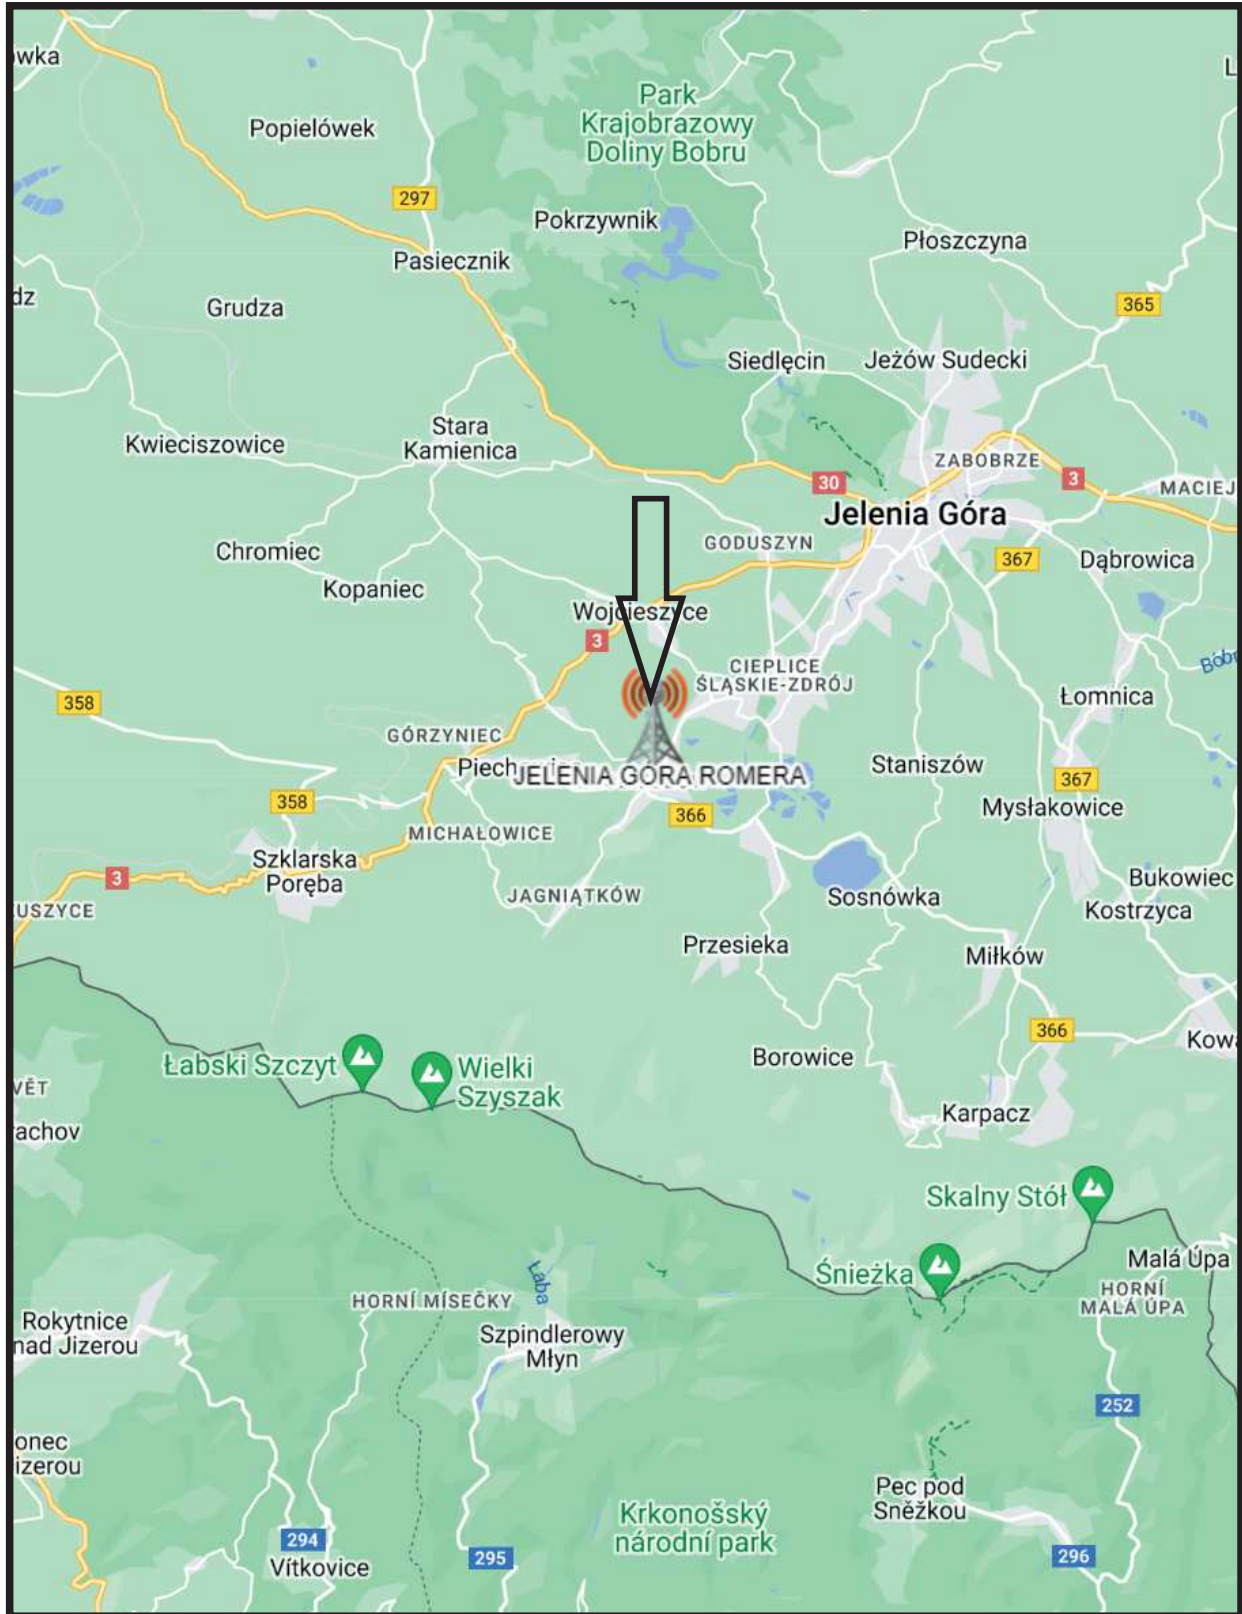 wka
Popielówek
Park
Krajobrazowy
Doliny Bobru
297
Pokrzywnik
Płoszczyna
Pasiecznik
dz
Grudza
365
Siedlęcin
Jeżów Sudecki
Stara
Kamienica
Kwieciszowice
ZABOBRZE
30
3
MACIEJ
Jelenia Góra
GODUSZYN
Chromiec
367
Dąbrowica
Kopaniec
Wojcieszyce
3
CIEPLICE
ŚLĄSKIE-ZDRÓJ
Bóbr
358
Łomnica
GÓRZYNIEC
Piech
JELENIA GÓRA ROMERA
Staniszów
367
358
366
Mysłakowice
MICHAŁOWICE
Szklarska
Poręba
3
Bukowiec
JAGNIĄTKÓW
Sosnówka
USZYCE
Kostrzyca
Przesieka
Miłków
366
Kowa
Borowice
Łabski Szczyt
Wielki
Szyszak
VĚT
Karpacz
rachov
Skalny Stół
Malá Úpa
Śnieżka
HORNÍ
MALÁ ÚPA
Łaba
HORNÍ MÍSEČKY
Rokytnice
nad Jizerou
Szpindlerowy
Młyn
252
onec
izerou
Pec pod
Sněžkou
Krkonošský
národní park
294
295
296
Vítkovice